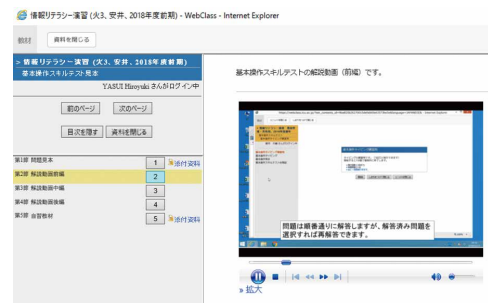 情報リテラシー演習 (火3、安井、2018年度前期) - WebClass - Internet Explorer
教材
資料を閉じる
> 情報リテラシー演習 (火3、安井、2018年度前期)
基本操作スキルテスト見本
YASUI Hiroyuki さんがログイン中
前のページ
次のページ
目次を隠す
資料を閉じる
第1章 問題見本 1 添付資料
第2章 解説動画前編 2
第3章 解説動画中編 3
第4章 解説動画後編 4
第5章 自習教材 5 添付資料
基本操作スキルテストの解説動画（前編）です。
問題は順番通りに解答しますが、解答済み問題を
選択すれば再解答できます。
» 拡大